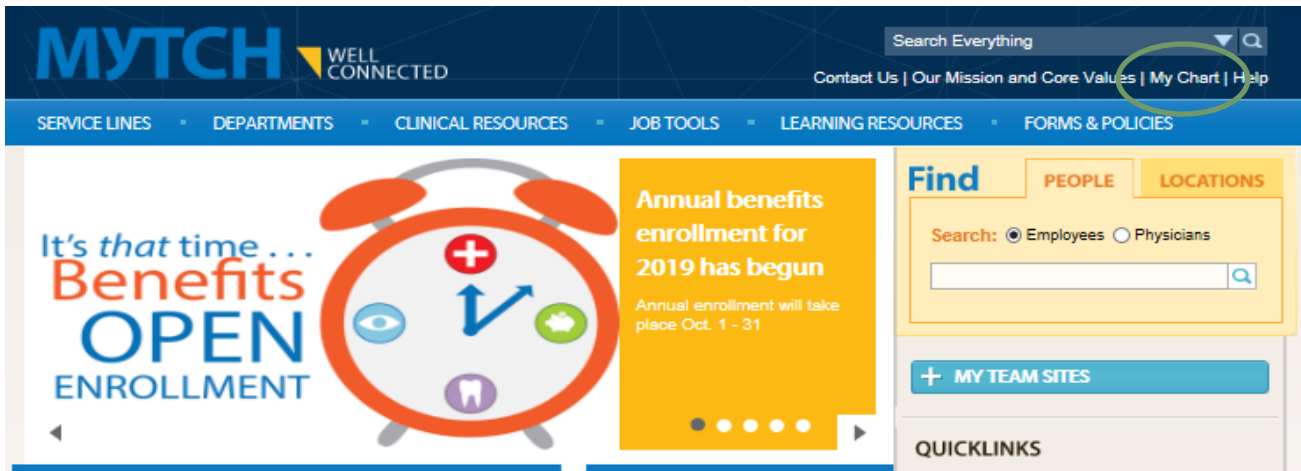 MYTCH WELL CONNECTED
Search Everything
Contact Us | Our Mission and Core Values | My Chart | Help
SERVICE LINES DEPARTMENTS CLINICAL RESOURCES JOB TOOLS LEARNING RESOURCES FORMS & POLICIES
It's that time . . .
Benefits
OPEN
ENROLLMENT
Annual benefits
enrollment for
2019 has begun
Annual enrollment will take
place Oct. 1 - 31
Find PEOPLE LOCATIONS
Search: Employees Physicians
+ MY TEAM SITES
QUICKLINKS